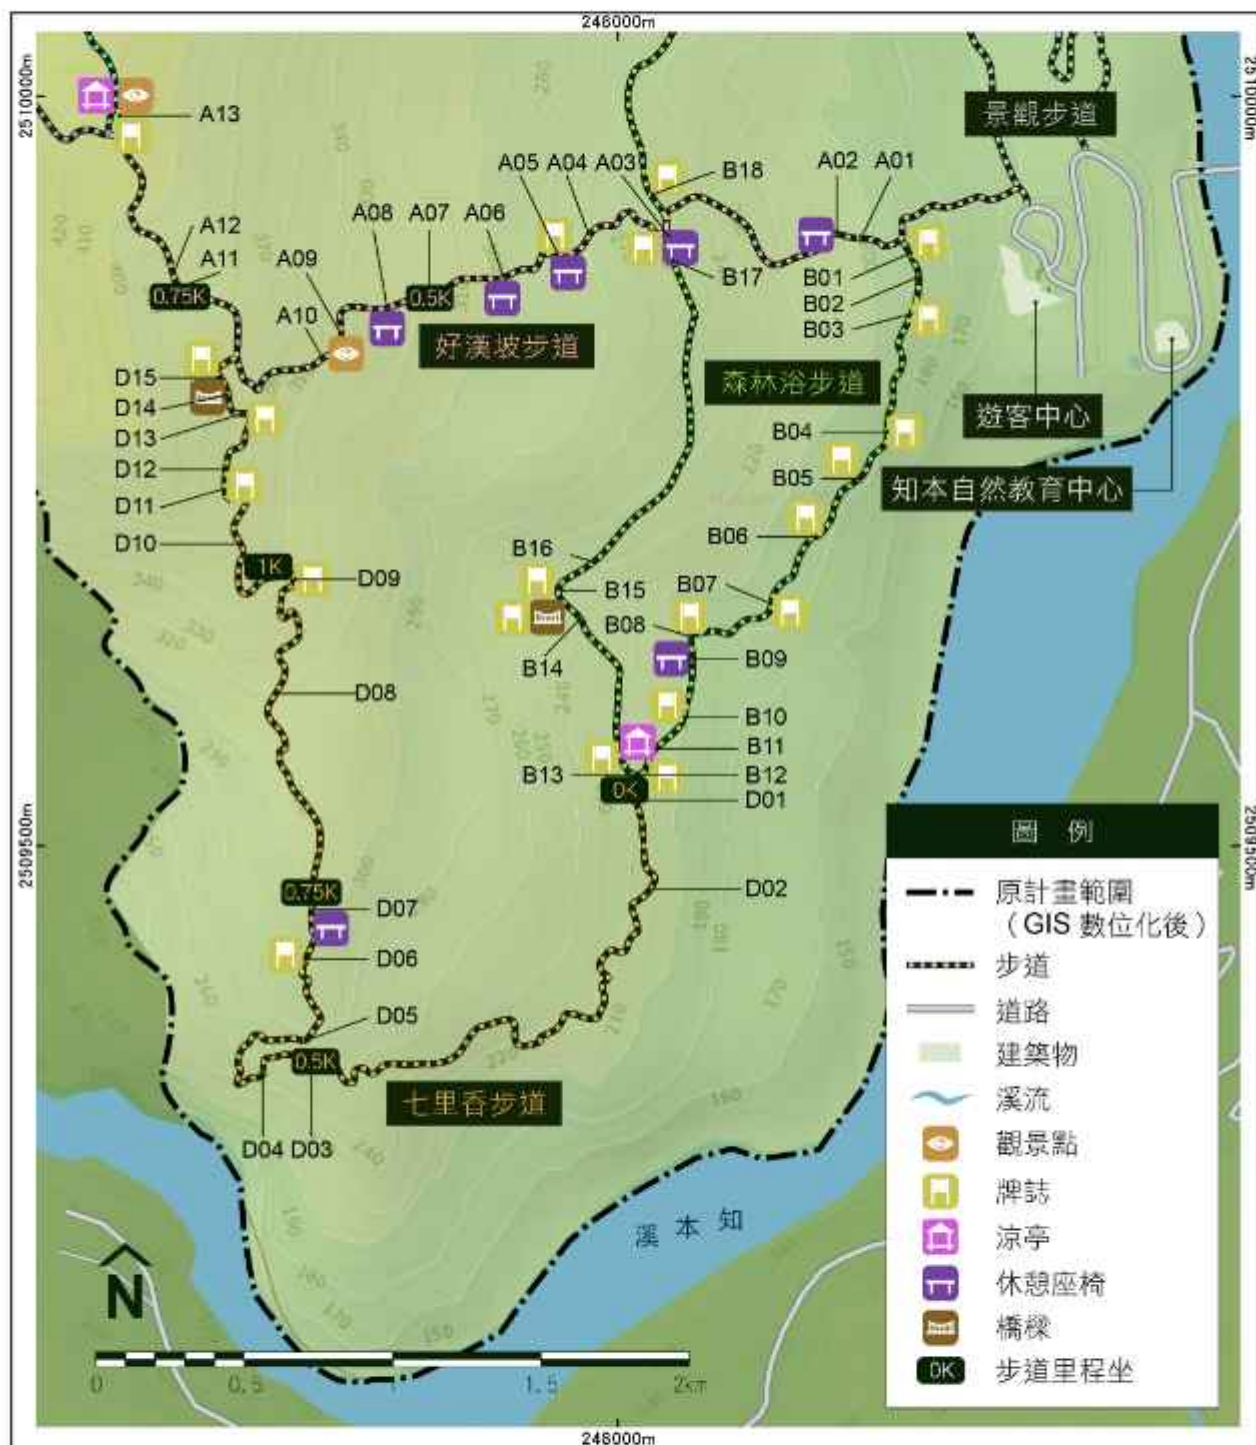 248000m
2510000m
2510000m
景觀步道
A13
A05
A04
A03
B18
A02
A01
A12
A11
A09
A08
A07
A06
B17
B01
B02
B03
0.75K
0.5K
A10
好漢坡步道
森林浴步道
遊客中心
知本自然教育中心
D15
D14
D13
D12
D11
D10
1K
D09
D08
B04
B05
B06
B16
B15
B07
B08
B14
B09
B10
B11
B13
B12
0K
D01
D02
2509500m
2509500m
0.75K
D07
D06
D05
0.5K
七里香步道
D04
D03
溪本知
N
0
0.5
1
1.5
2km
圖 例
原計畫範圍
（GIS 數位化後）
步道
道路
建築物
溪流
觀景點
牌誌
涼亭
休憩座椅
橋樑
0K
步道里程坐
248000m